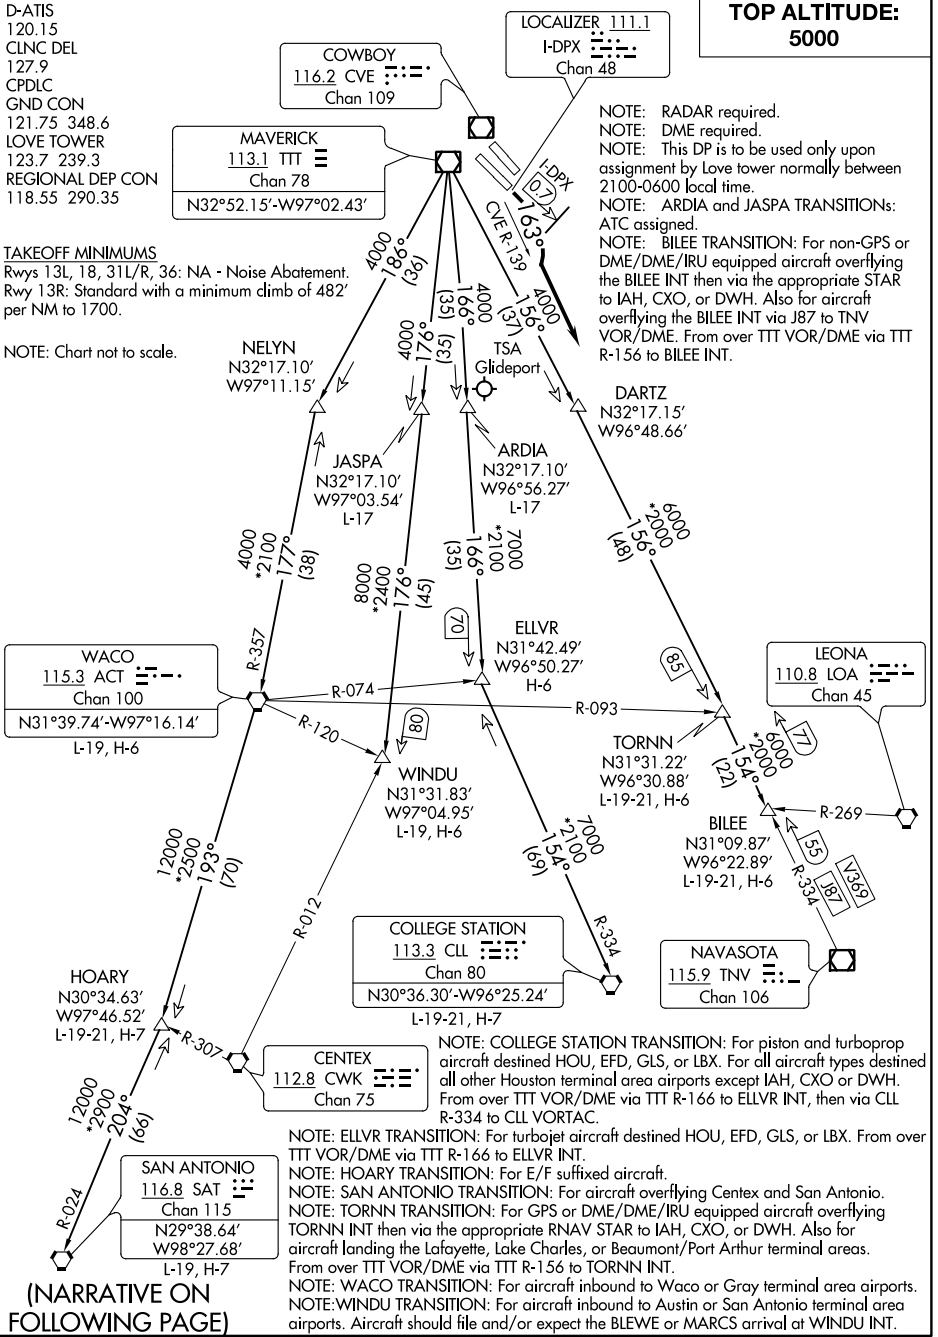 D-ATIS
120.15
CLNC DEL
127.9
CPDLC
GND CON
121.75 348.6
LOVE TOWER
123.7 239.3
REGIONAL DEP CON
118.55 290.35
TOP ALTITUDE:
5000
LOCALIZER 111.1
I-DPX
Chan 48
COWBOY
116.2 CVE
Chan 109
MAVERICK
113.1 TTT
Chan 78
N32°52.15′-W97°02.43′
NOTE: RADAR required.
NOTE: DME required.
NOTE: This DP is to be used only upon
assignment by Love tower normally between
2100-0600 local time.
NOTE: ARDIA and JASPA TRANSITIONs:
ATC assigned.
NOTE: BILEE TRANSITION: For non-GPS or
DME/DME/IRU equipped aircraft overflying
the BILEE INT then via the appropriate STAR
to IAH, CXO, or DWH. Also for aircraft
overflying the BILEE INT via J87 to TNV
VOR/DME. From over TTT VOR/DME via TTT
R-156 to BILEE INT.
TAKEOFF MINIMUMS
Rwys 13L, 18, 31L/R, 36: NA - Noise Abatement.
Rwy 13R: Standard with a minimum climb of 482′
per NM to 1700.
NOTE: Chart not to scale.
I-DPX
0.7
163°
CVE R-139
4000
186°
(36)
4000
176°
(35)
4000
166°
(35)
4000
156°
(37)
TSA
Glideport
NELYN
N32°17.10′
W97°11.15′
JASPA
N32°17.10′
W97°03.54′
L-17
ARDIA
N32°17.10′
W96°56.27′
L-17
DARTZ
N32°17.15′
W96°48.66′
4000
*2100
177°
(38)
8000
*2400
176°
(45)
7000
*2100
166°
(35)
6000
*2000
156°
(48)
R-357
WACO
115.3 ACT
Chan 100
N31°39.74′-W97°16.14′
L-19, H-6
R-074
R-093
R-120
70
80
85
77
ELLVR
N31°42.49′
W96°50.27′
H-6
WINDU
N31°31.83′
W97°04.95′
L-19, H-6
TORNN
N31°31.22′
W96°30.88′
L-19-21, H-6
LEONA
110.8 LOA
Chan 45
6000
*2000
154°
(22)
R-269
BILEE
N31°09.87′
W96°22.89′
L-19-21, H-6
55
R-334
J87
V369
NAVASOTA
115.9 TNV
Chan 106
12000
*2500
193°
(70)
7000
*2100
154°
(69)
R-334
R-012
COLLEGE STATION
113.3 CLL
Chan 80
N30°36.30′-W96°25.24′
L-19-21, H-7
HOARY
N30°34.63′
W97°46.52′
L-19-21, H-7
R-307
CENTEX
112.8 CWK
Chan 75
12000
*2900
204°
(66)
R-024
SAN ANTONIO
116.8 SAT
Chan 115
N29°38.64′
W98°27.68′
L-19, H-7
NOTE: COLLEGE STATION TRANSITION: For piston and turboprop
aircraft destined HOU, EFD, GLS, or LBX. For all aircraft types destined
all other Houston terminal area airports except IAH, CXO or DWH.
From over TTT VOR/DME via TTT R-166 to ELLVR INT, then via CLL
R-334 to CLL VORTAC.
NOTE: ELLVR TRANSITION: For turbojet aircraft destined HOU, EFD, GLS, or LBX. From over
TTT VOR/DME via TTT R-166 to ELLVR INT.
NOTE: HOARY TRANSITION: For E/F suffixed aircraft.
NOTE: SAN ANTONIO TRANSITION: For aircraft overflying Centex and San Antonio.
NOTE: TORNN TRANSITION: For GPS or DME/DME/IRU equipped aircraft overflying
TORNN INT then via the appropriate RNAV STAR to IAH, CXO, or DWH. Also for
aircraft landing the Lafayette, Lake Charles, or Beaumont/Port Arthur terminal areas.
From over TTT VOR/DME via TTT R-156 to TORNN INT.
NOTE: WACO TRANSITION: For aircraft inbound to Waco or Gray terminal area airports.
NOTE:WINDU TRANSITION: For aircraft inbound to Austin or San Antonio terminal area
airports. Aircraft should file and/or expect the BLEWE or MARCS arrival at WINDU INT.
(NARRATIVE ON
FOLLOWING PAGE)